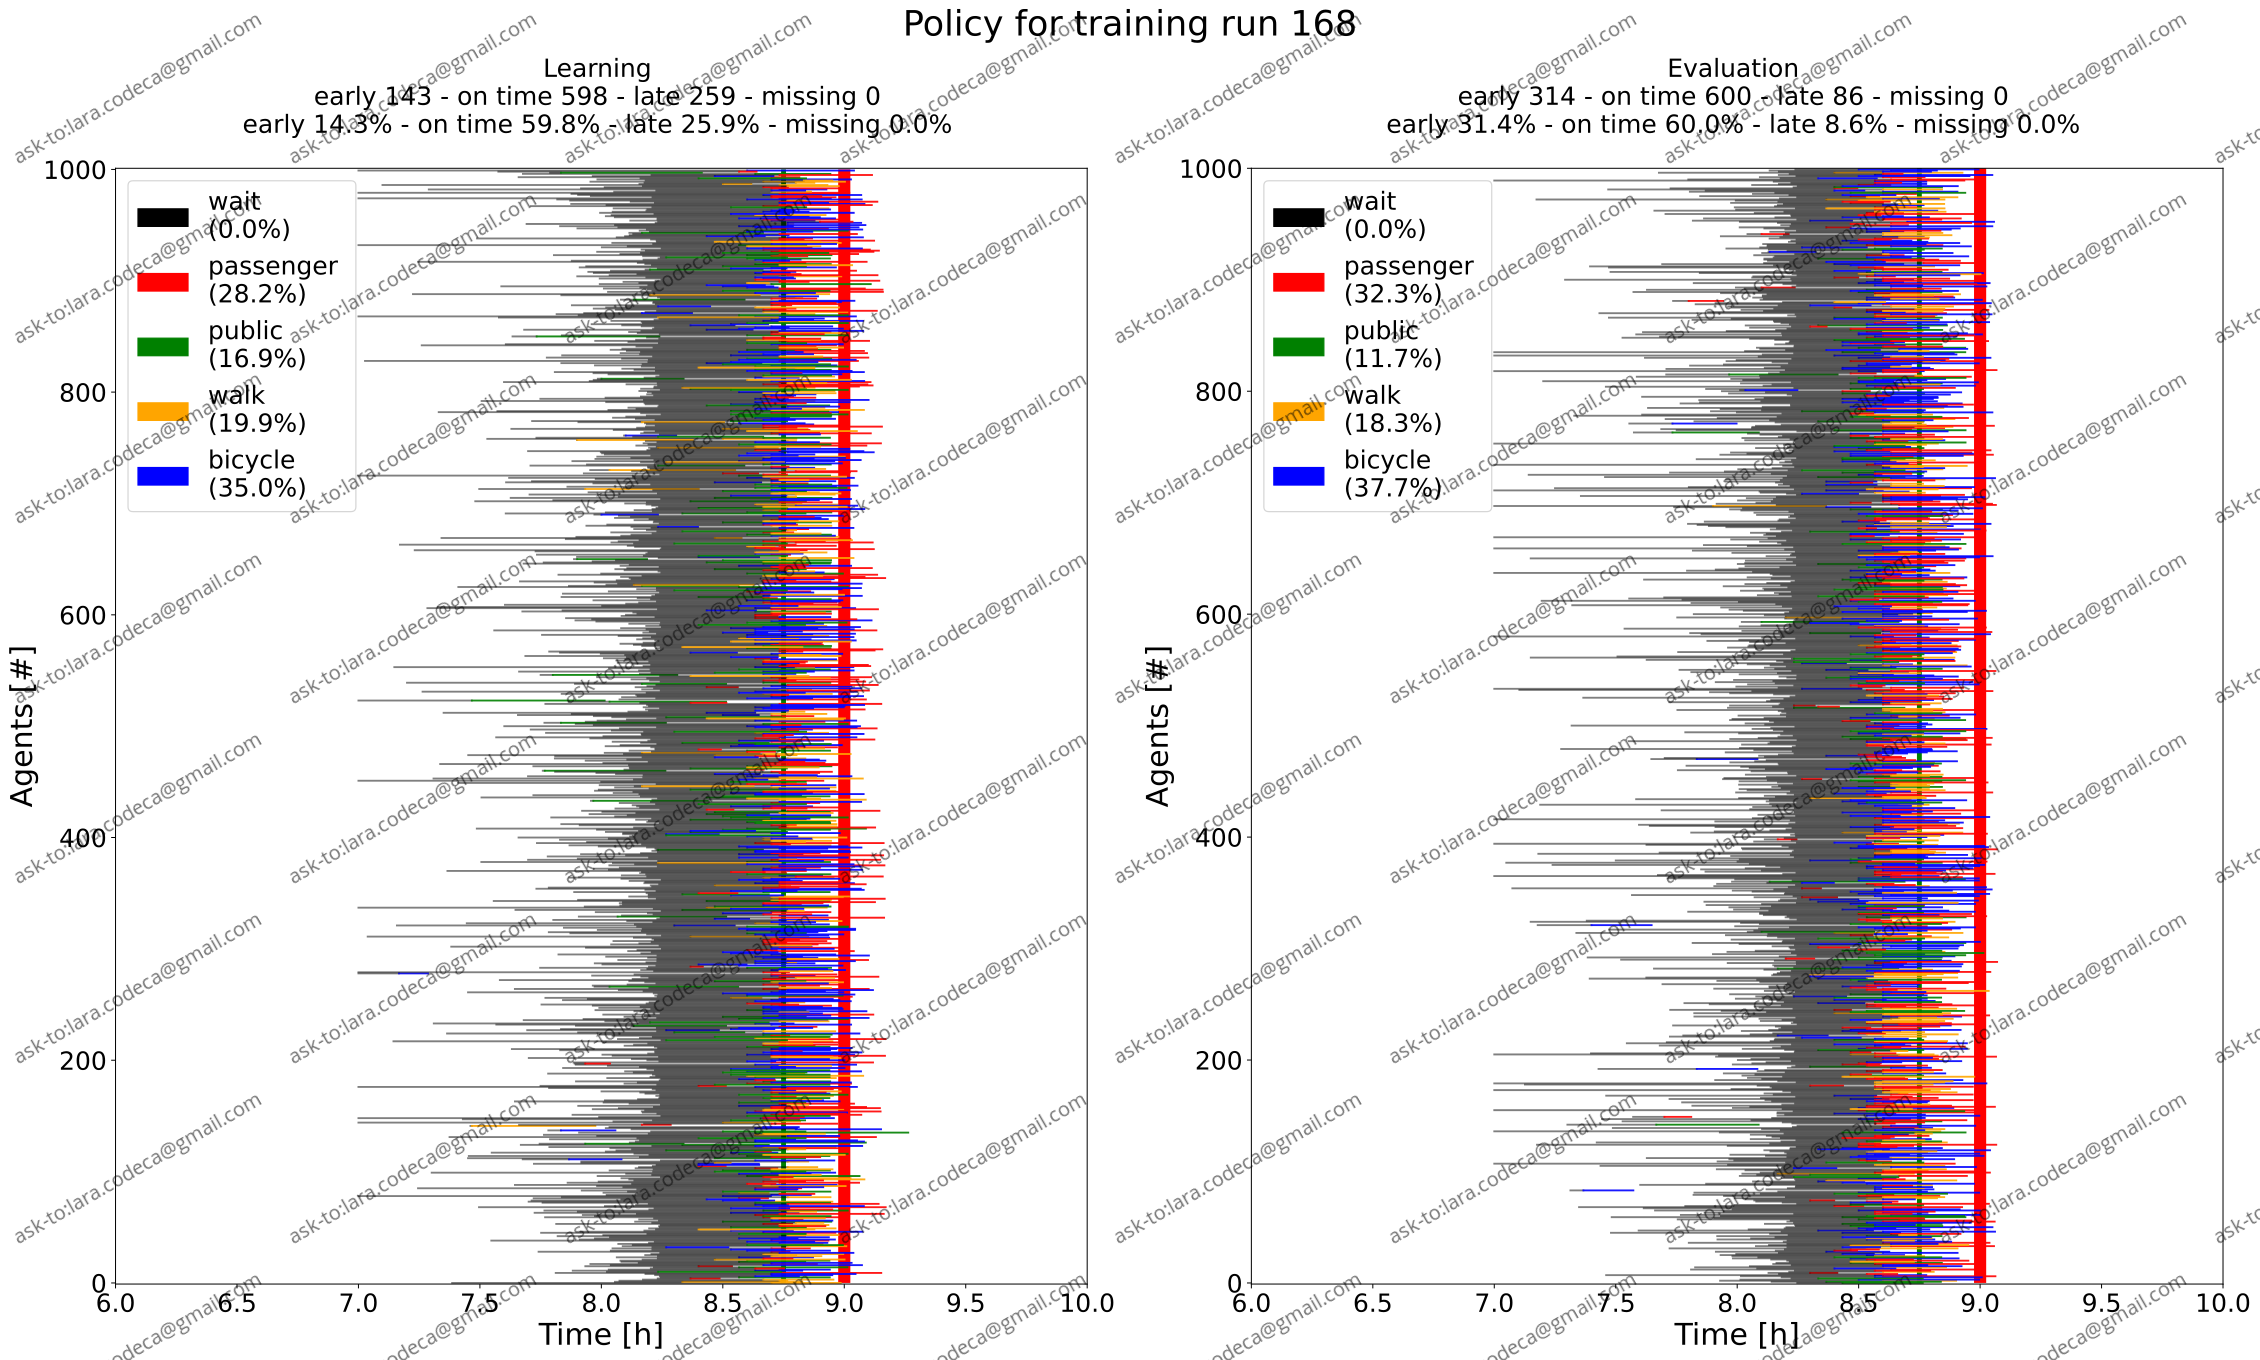 Policy for training run 168
Learning
early 143 - on time 598 - late 259 - missing 0
early 14.3% - on time 59.8% - late 25.9% - missing 0.0%
1000
800
600
400
200
0
Agents [#]
wait
(0.0%)
passenger
(28.2%)
public
(16.9%)
walk
(19.9%)
bicycle
(35.0%)
6.0 6.5 7.0 7.5 8.0 8.5 9.0 9.5 10.0
Time [h]
Evaluation
early 314 - on time 600 - late 86 - missing 0
early 31.4% - on time 60.0% - late 8.6% - missing 0.0%
1000
800
600
400
200
0
Agents [#]
wait
(0.0%)
passenger
(32.3%)
public
(11.7%)
walk
(18.3%)
bicycle
(37.7%)
6.0 6.5 7.0 7.5 8.0 8.5 9.0 9.5 10.0
Time [h]
ask-to:lara.codeca@gmail.com